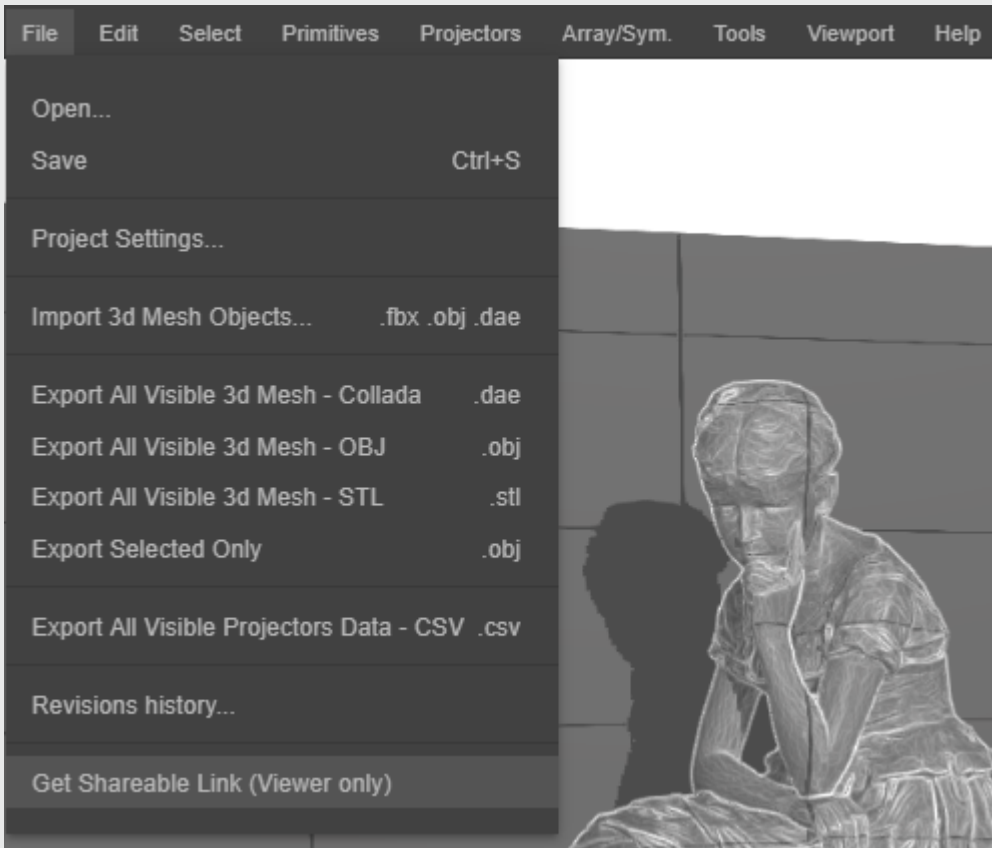 File Edit Select Primitives Projectors Array/Sym. Tools Viewport Help
Open...
Save Ctrl+S
Project Settings...
Import 3d Mesh Objects... .fbx .obj .dae
Export All Visible 3d Mesh - Collada .dae
Export All Visible 3d Mesh - OBJ .obj
Export All Visible 3d Mesh - STL .stl
Export Selected Only .obj
Export All Visible Projectors Data - CSV .csv
Revisions history...
Get Shareable Link (Viewer only)